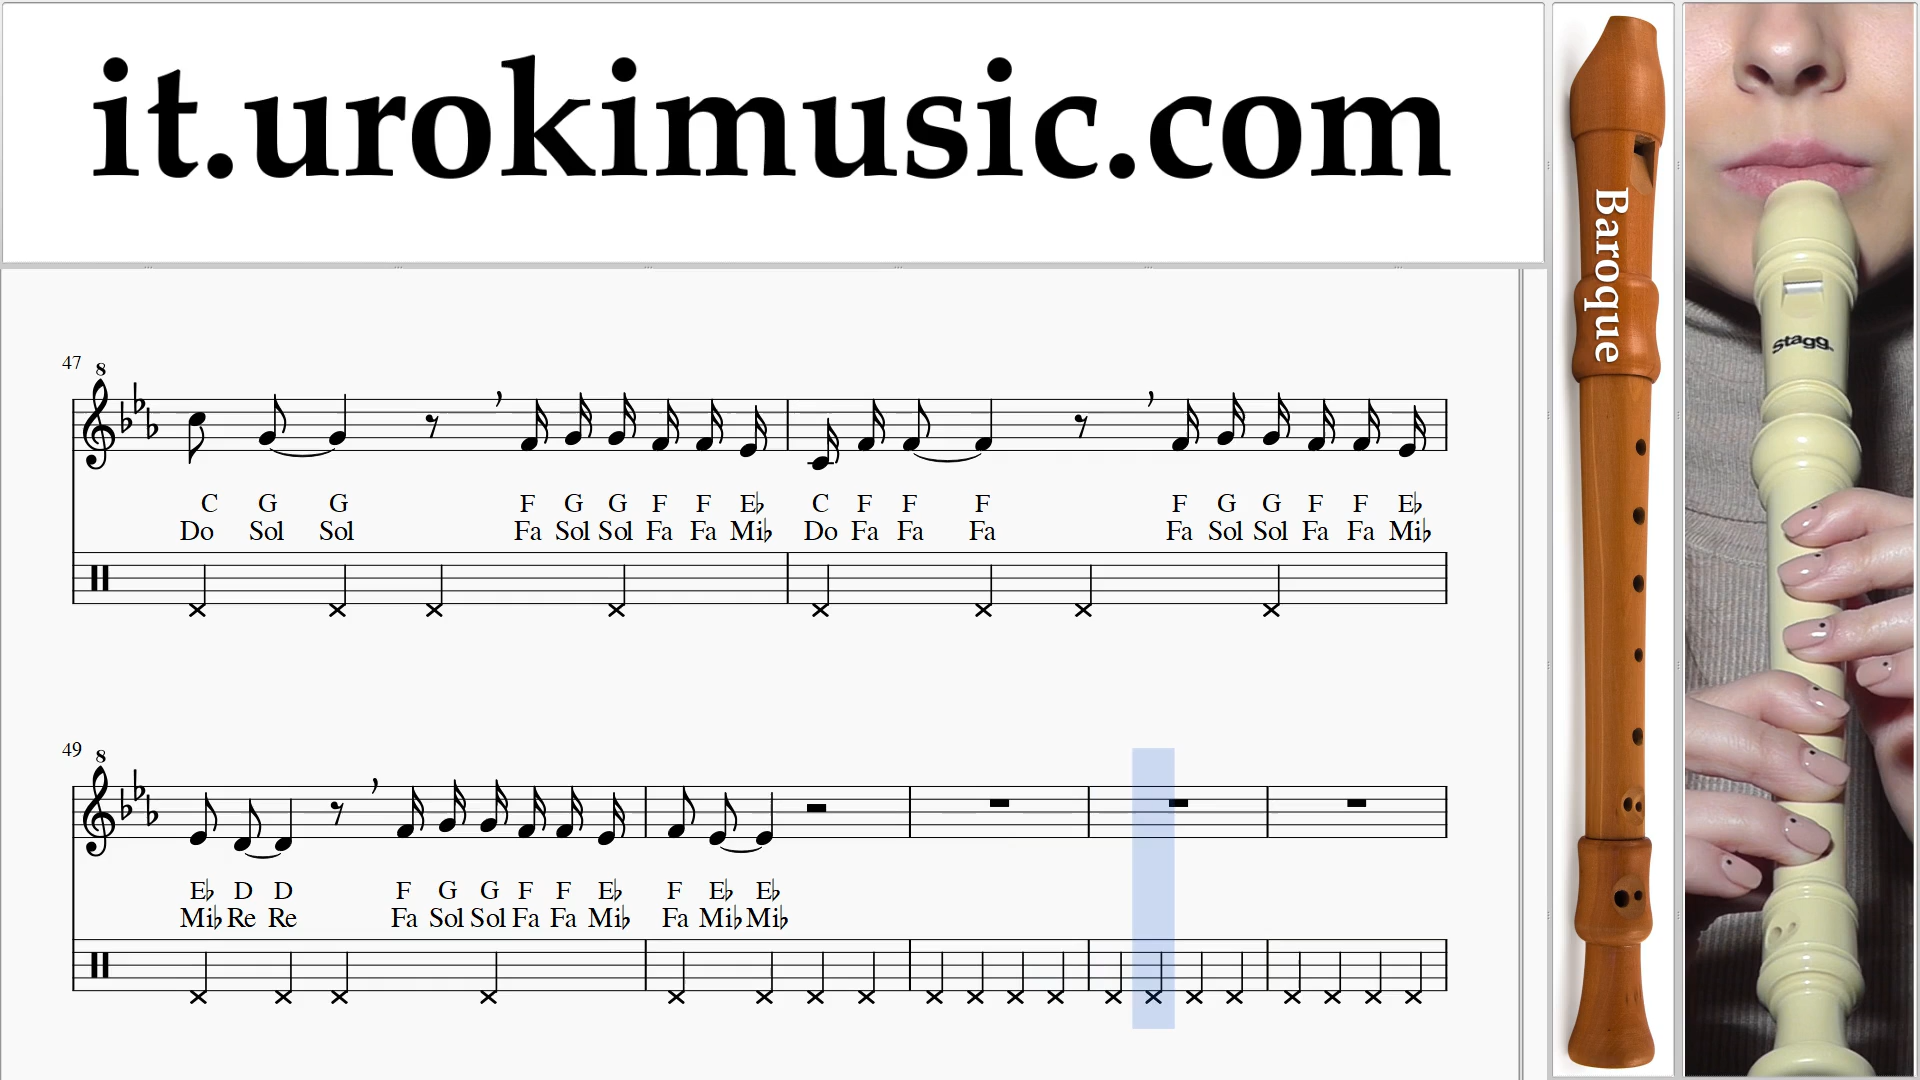 it.urokimusic.com
47
8
C G G F G G F F E♭ C F F F F G G F F E♭
Do Sol Sol Fa Sol Sol Fa Fa Mi♭ Do Fa Fa Fa Fa Sol Sol Fa Fa Mi♭
49
8
E♭ D D F G G F F E♭ F E♭ E♭
Mi♭ Re Re Fa Sol Sol Fa Fa Mi♭ Fa Mi♭ Mi♭
Baroque
Stagg